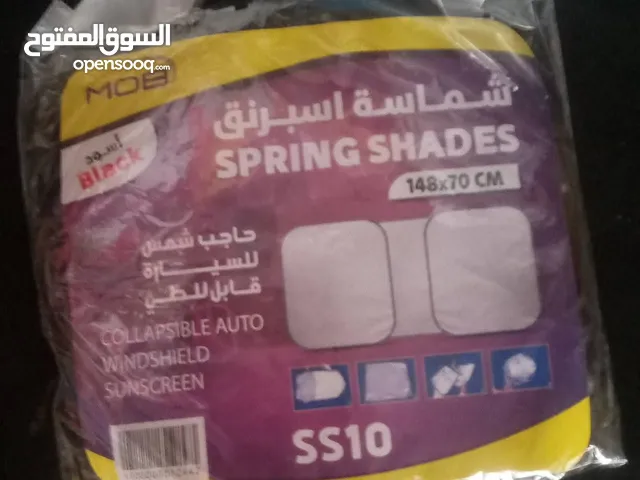 السوق المفتوح
opensooq.com
MOBI
شماسة اسبرنق
SPRING SHADES
148x70 CM
أسود
Black
حاجب شمس
للسيارة
قابل للطي
COLLAPSIBLE AUTO
WINDSHIELD
SUNSCREEN
SS10